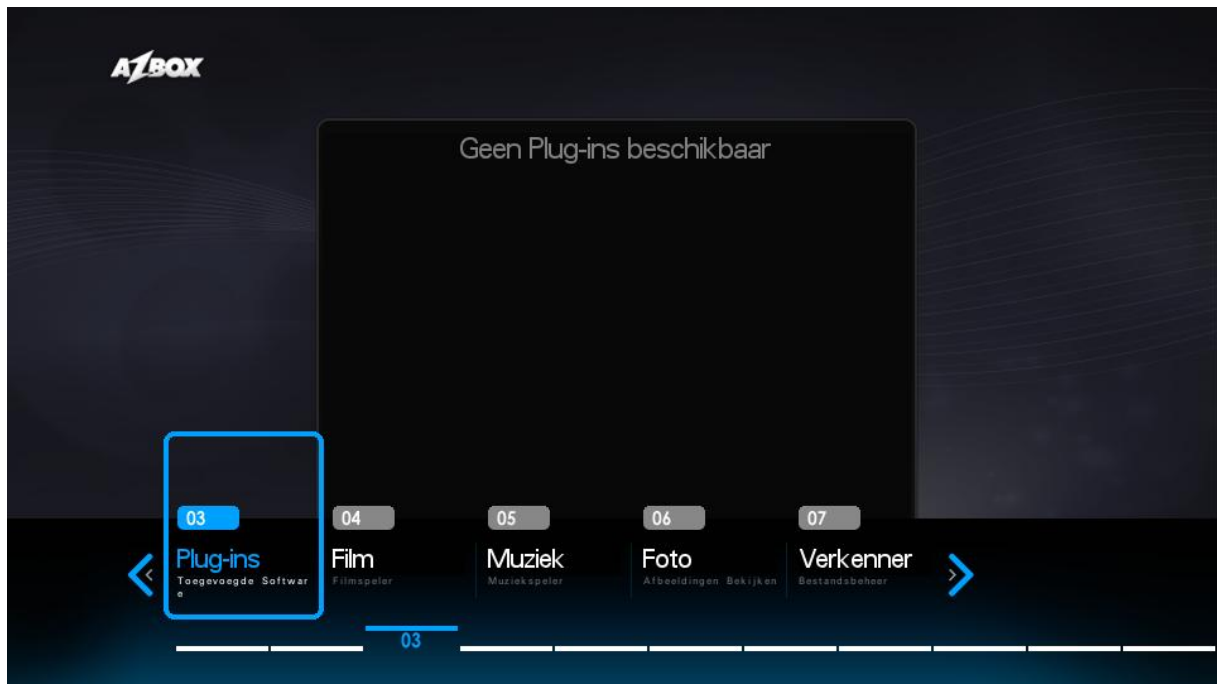 AZBOX
Geen Plug-ins beschikbaar
03
04
05
06
07
Plug-ins
Film
Muziek
Foto
Verkenner
Toegevoegde Softwar
e
Filmspeler
Muziekspeler
Afbeeldingen Bekijken
Bestandsbeheer
03